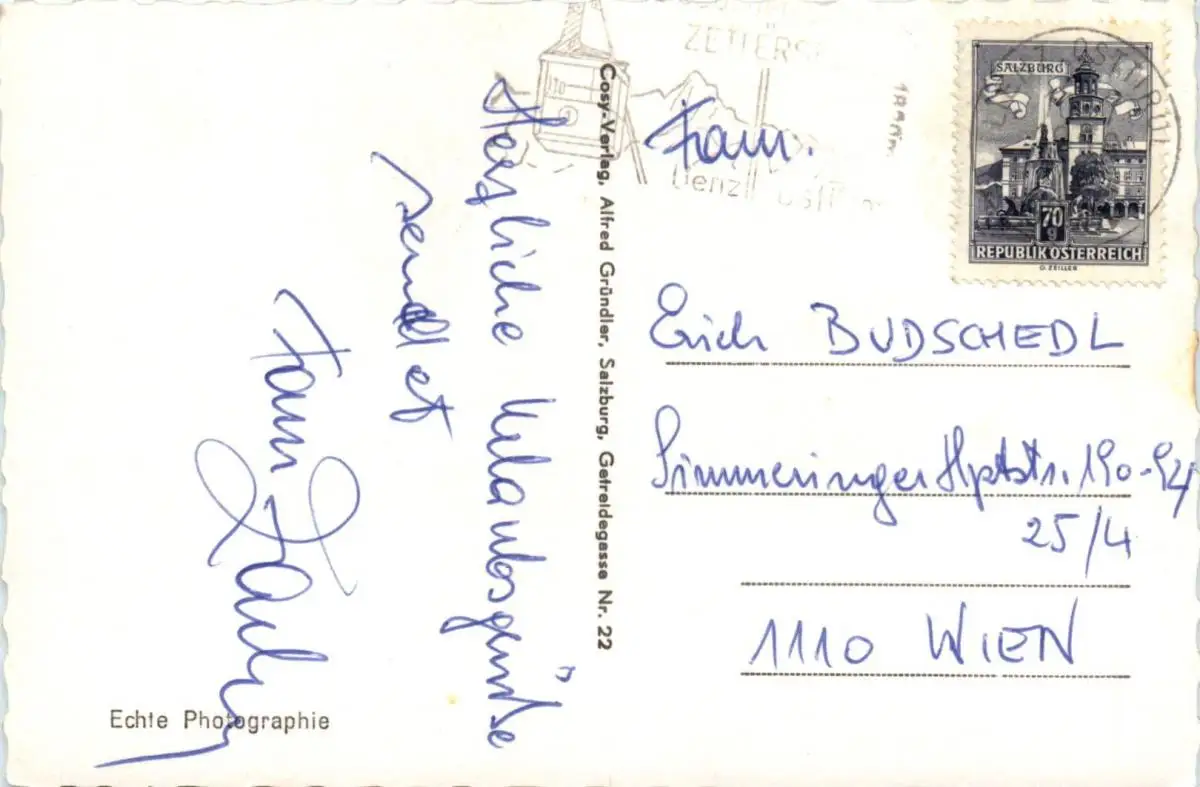 Herzliche Urlaubsgrüße
sendet
Fam.
Echte Photographie
Cosy-Verlag, Alfred Gründler, Salzburg, Getreidegasse Nr. 22
Lienz
SALZBURG
70 g
REPUBLIK ÖSTERREICH
G. ZEILLER
Fam.
Erich BUDSCHEDL
Simmeringer Hptstr. 190-94
25/4
1110 WIEN